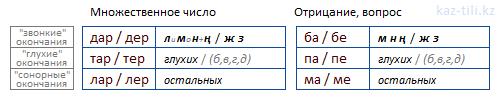 kaz-tili.kz
Множественное число Отрицание, вопрос
"звонкие" окончания дар / дер лимониң / ж з ба / бе м н ң / ж з
"глухие" окончания тар / тер глухих / (б,в,г,д) па / пе глухих / (б,в,г,д)
"сонорные" окончания лар / лер остальных ма / ме остальных